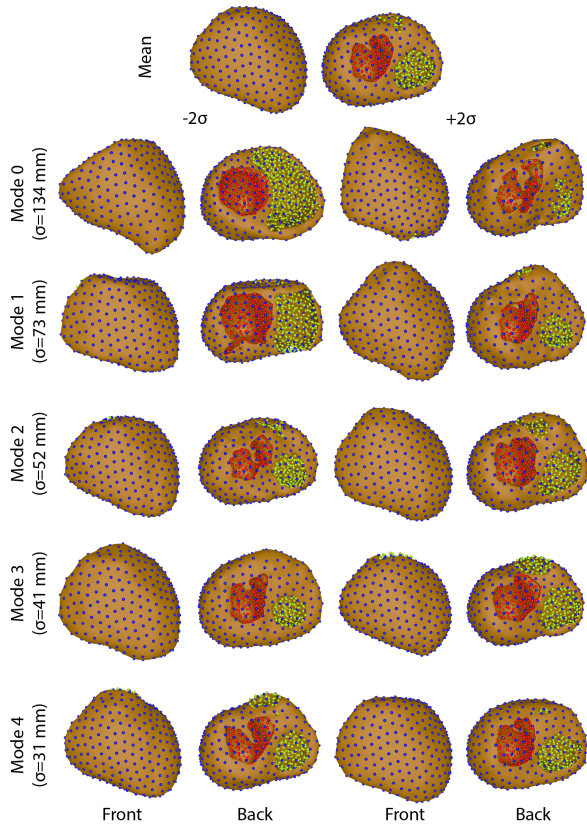 Mean
-2σ
+2σ
Mode 0
(σ=134 mm)
Mode 1
(σ=73 mm)
Mode 2
(σ=52 mm)
Mode 3
(σ=41 mm)
Mode 4
(σ=31 mm)
Front
Back
Front
Back